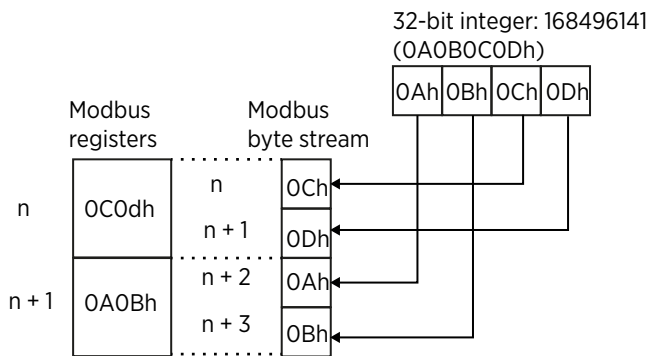 32-bit integer: 168496141
(0A0B0C0Dh)
0Ah 0Bh 0Ch 0Dh
Modbus
registers
Modbus
byte stream
n
0C0dh
n
0Ch
n + 1
0Dh
n + 1
0A0Bh
n + 2
0Ah
n + 3
0Bh